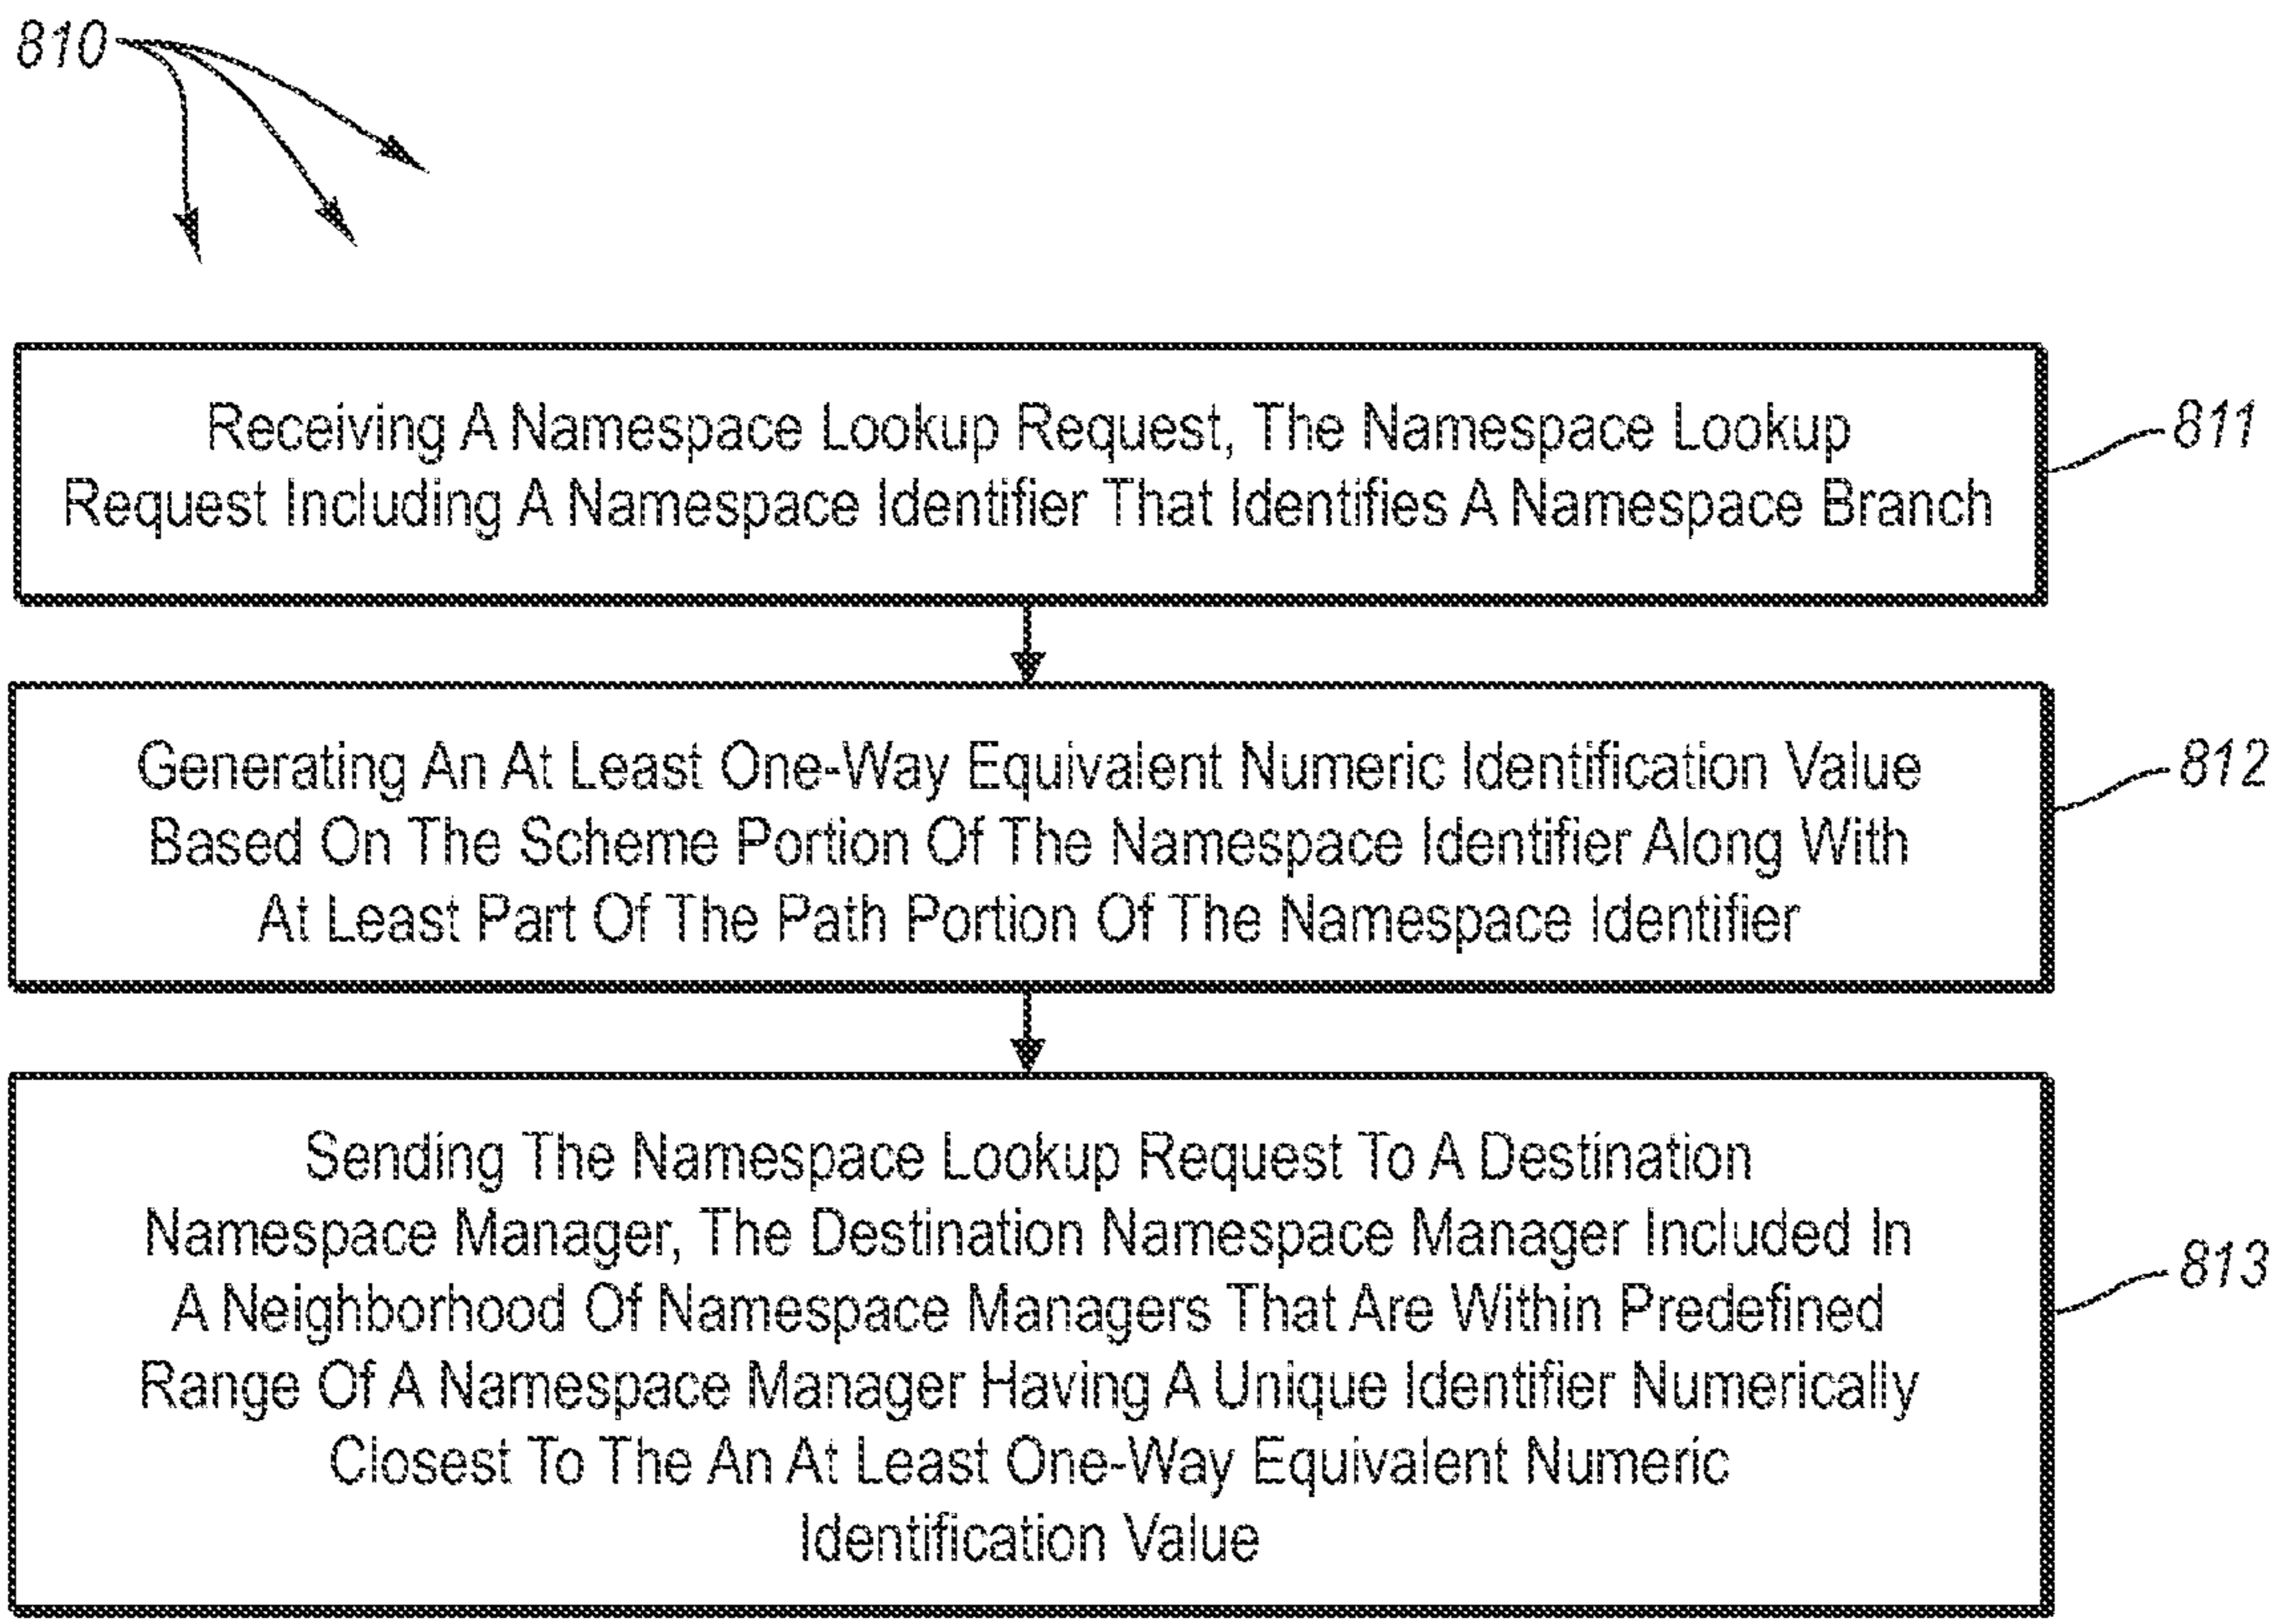 810
Receiving A Namespace Lookup Request, The Namespace Lookup
Request Including A Namespace Identifier That Identifies A Namespace Branch
811
Generating An At Least One-Way Equivalent Numeric Identification Value
Based On The Scheme Portion Of The Namespace Identifier Along With
At Least Part Of The Path Portion Of The Namespace Identifier
812
Sending The Namespace Lookup Request To A Destination
Namespace Manager, The Destination Namespace Manager Included In
A Neighborhood Of Namespace Managers That Are Within Predefined
Range Of A Namespace Manager Having A Unique Identifier Numerically
Closest To The An At Least One-Way Equivalent Numeric
Identification Value
813